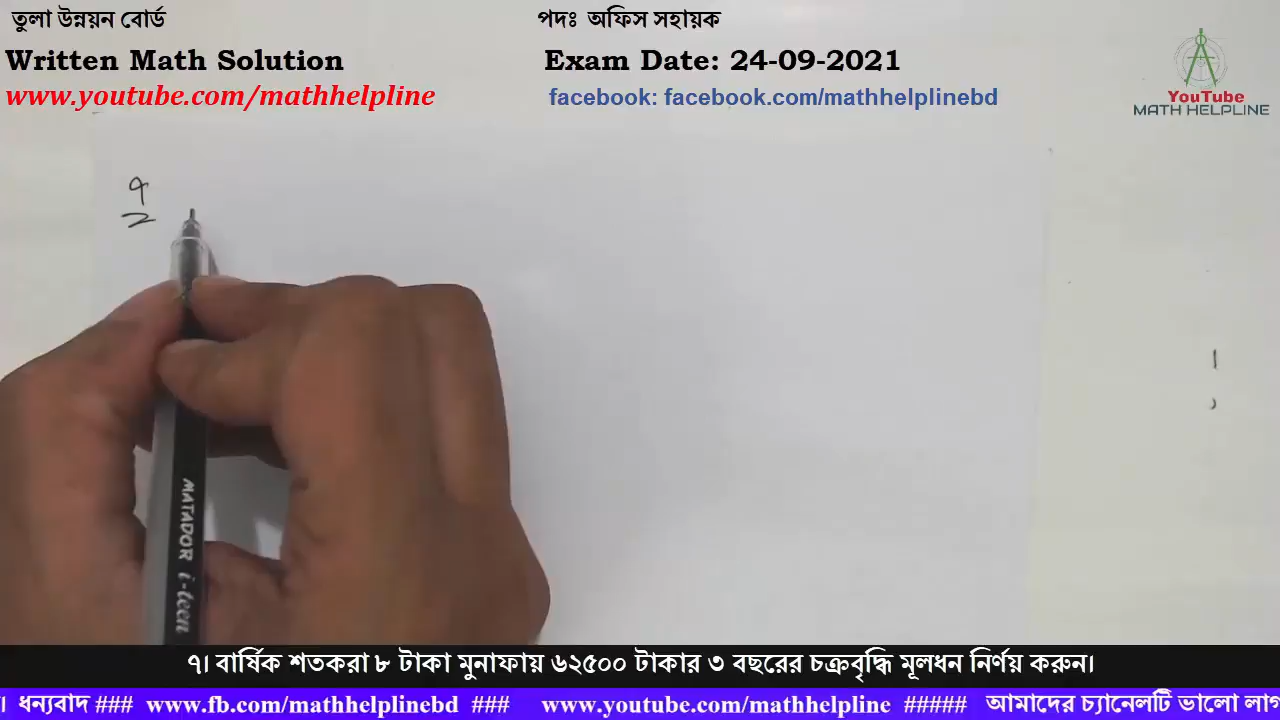 তুলা উন্নয়ন বোর্ড
পদঃ অফিস সহায়ক
Written Math Solution
Exam Date: 24-09-2021
www.youtube.com/mathhelpline
facebook: facebook.com/mathhelplinebd
YouTube
MATH HELPLINE
৭
MATADOR i-teen
৭। বার্ষিক শতকরা ৮ টাকা মুনাফায় ৬২৫০০ টাকার ৩ বছরের চক্রবৃদ্ধি মূলধন নির্ণয় করুন।
। ধন্যবাদ ### www.fb.com/mathhelplinebd ### www.youtube.com/mathhelpline ##### আমাদের চ্যানেলটি ভালো লাগ